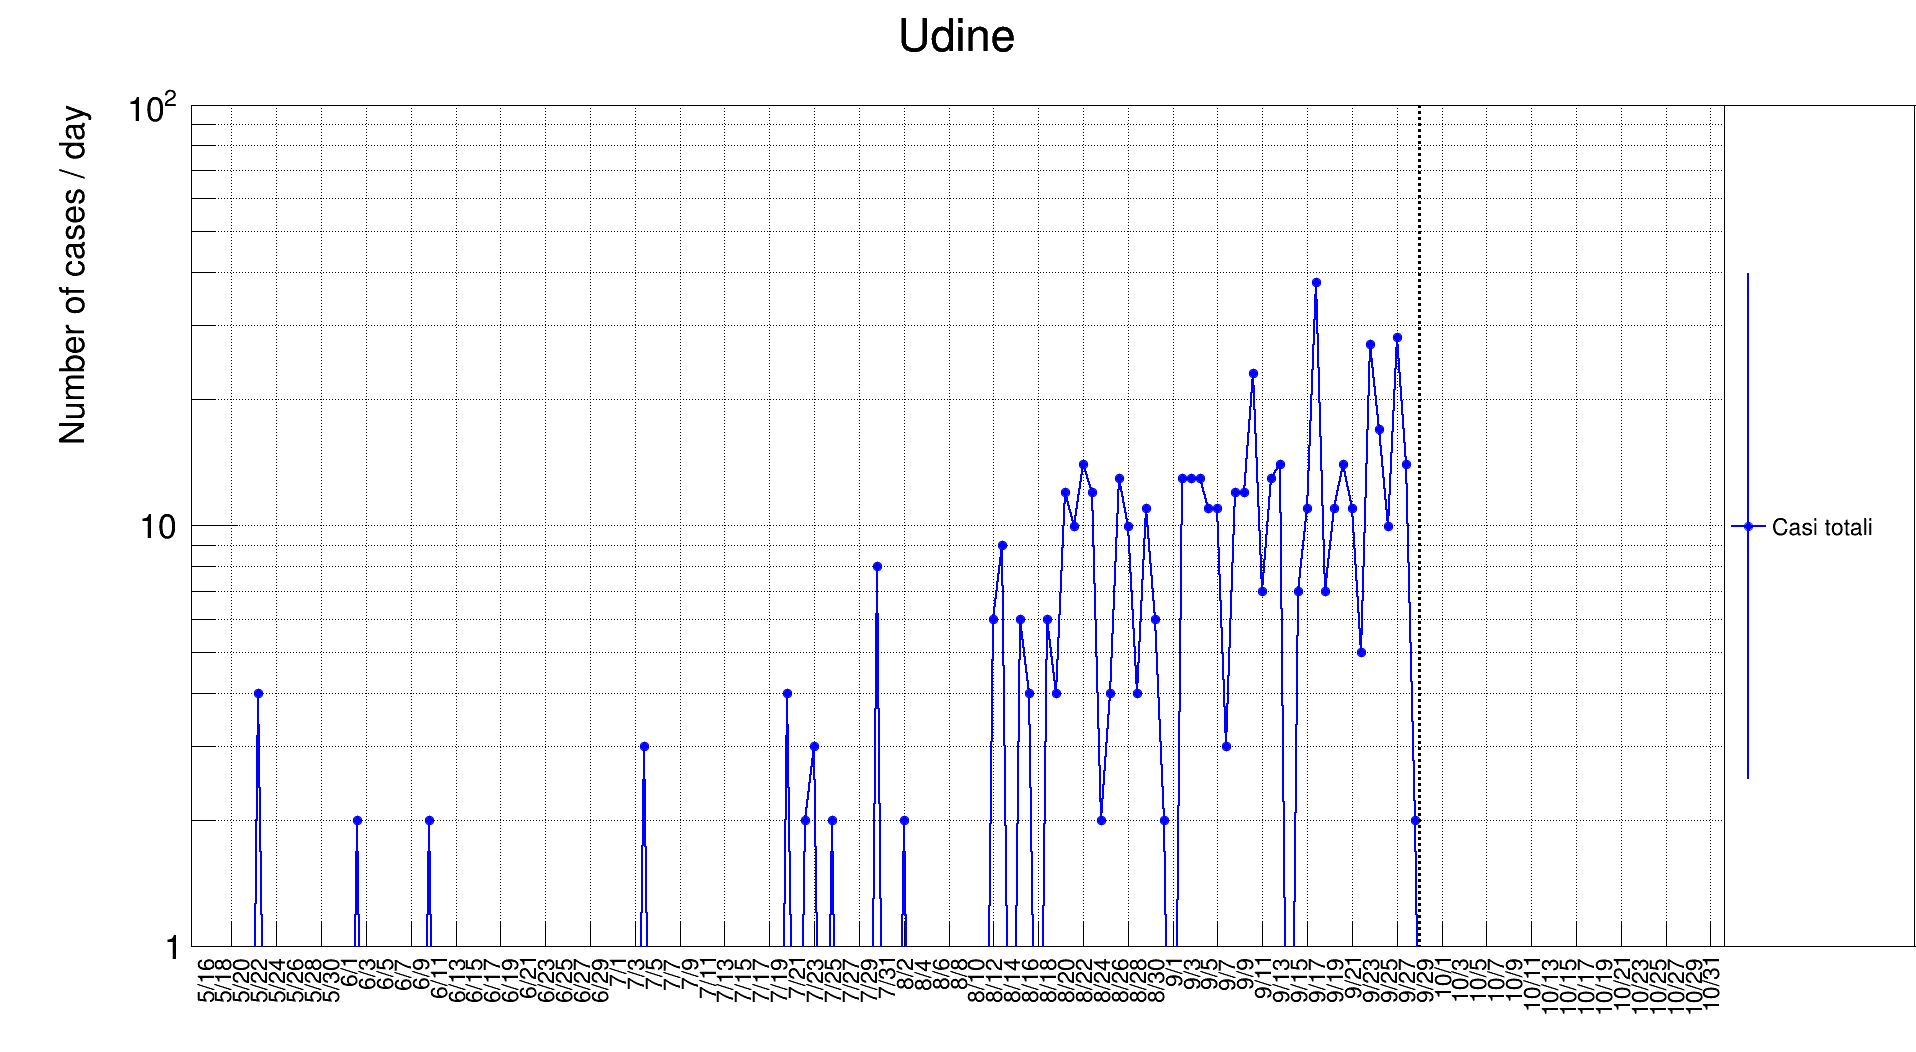 Udine
Number of cases / day
10²
10
1
Casi totali
5/16 5/18 5/20 5/22 5/24 5/26 5/28 5/30 6/1 6/3 6/5 6/7 6/9 6/11 6/13 6/15 6/17 6/19 6/21 6/23 6/25 6/27 6/29 7/1 7/3 7/5 7/7 7/9 7/11 7/13 7/15 7/17 7/19 7/21 7/23 7/25 7/27 7/29 7/31 8/2 8/4 8/6 8/8 8/10 8/12 8/14 8/16 8/18 8/20 8/22 8/24 8/26 8/28 8/30 9/1 9/3 9/5 9/7 9/9 9/11 9/13 9/15 9/17 9/19 9/21 9/23 9/25 9/27 9/29 10/1 10/3 10/5 10/7 10/9 10/11 10/13 10/15 10/17 10/19 10/21 10/23 10/25 10/27 10/29 10/31